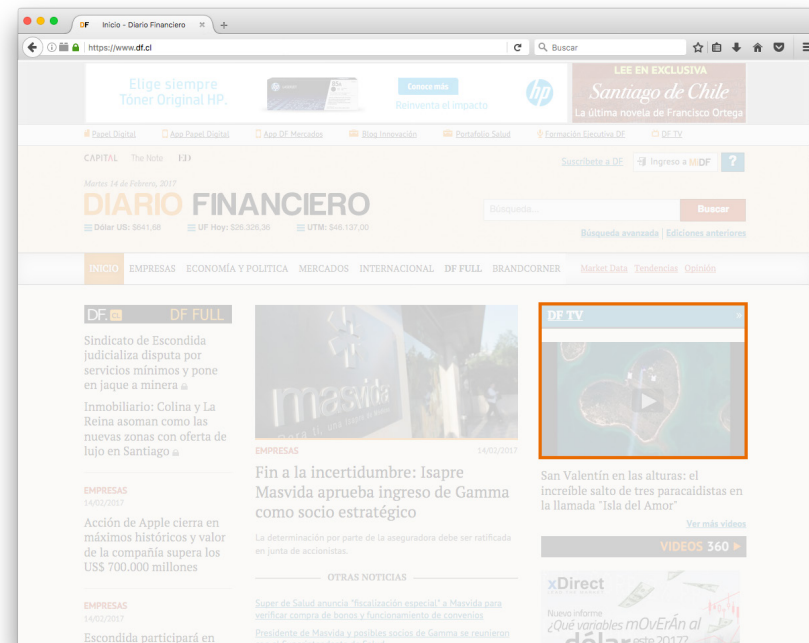 DF Inicio - Diario Financiero
https://www.df.cl
Buscar
Elige siempre
Tóner Original HP.
Conoce más
Reinventa el impacto
hp
LEE EN EXCLUSIVA
Santiago de Chile
La última novela de Francisco Ortega
Papel Digital
App Papel Digital
App DF Mercados
Blog Innovación
Portafolio Salud
Formación Ejecutiva DF
DF TV
CAPITAL The Note ED
Suscríbete a DF
Ingreso a MiDF
?
Martes 14 de Febrero, 2017
DIARIO FINANCIERO
Búsqueda...
Buscar
Dólar US: $641,68
UF Hoy: $26.326,36
UTM: $46.137,00
Búsqueda avanzada | Ediciones anteriores
INICIO EMPRESAS ECONOMÍA Y POLITICA MERCADOS INTERNACIONAL DF FULL BRANDCORNER Market Data Tendencias Opinión
DF.CL DF FULL
Sindicato de Escondida
judicializa disputa por
servicios mínimos y pone
en jaque a minera
Inmobiliario: Colina y La
Reina asoman como las
nuevas zonas con oferta de
lujo en Santiago
EMPRESAS
14/02/2017
Acción de Apple cierra en
máximos históricos y valor
de la compañía supera los
US$ 700.000 millones
EMPRESAS
14/02/2017
Escondida participará en
masvida
EMPRESAS 14/02/2017
Fin a la incertidumbre: Isapre
Masvida aprueba ingreso de Gamma
como socio estratégico
La determinación por parte de la aseguradora debe ser ratificada
en junta de accionistas.
OTRAS NOTICIAS
Super de Salud anuncia "fiscalización especial" a Masvida para
verificar compra de bonos y funcionamiento de convenios
Presidente de Masvida y posibles socios de Gamma se reunieron
DF TV
San Valentín en las alturas: el
increíble salto de tres paracaidistas en
la llamada "Isla del Amor"
Ver más videos
VIDEOS 360
xDirect
Nuevo informe
¿Qué variables mOvErÁn al
dólar este 2017